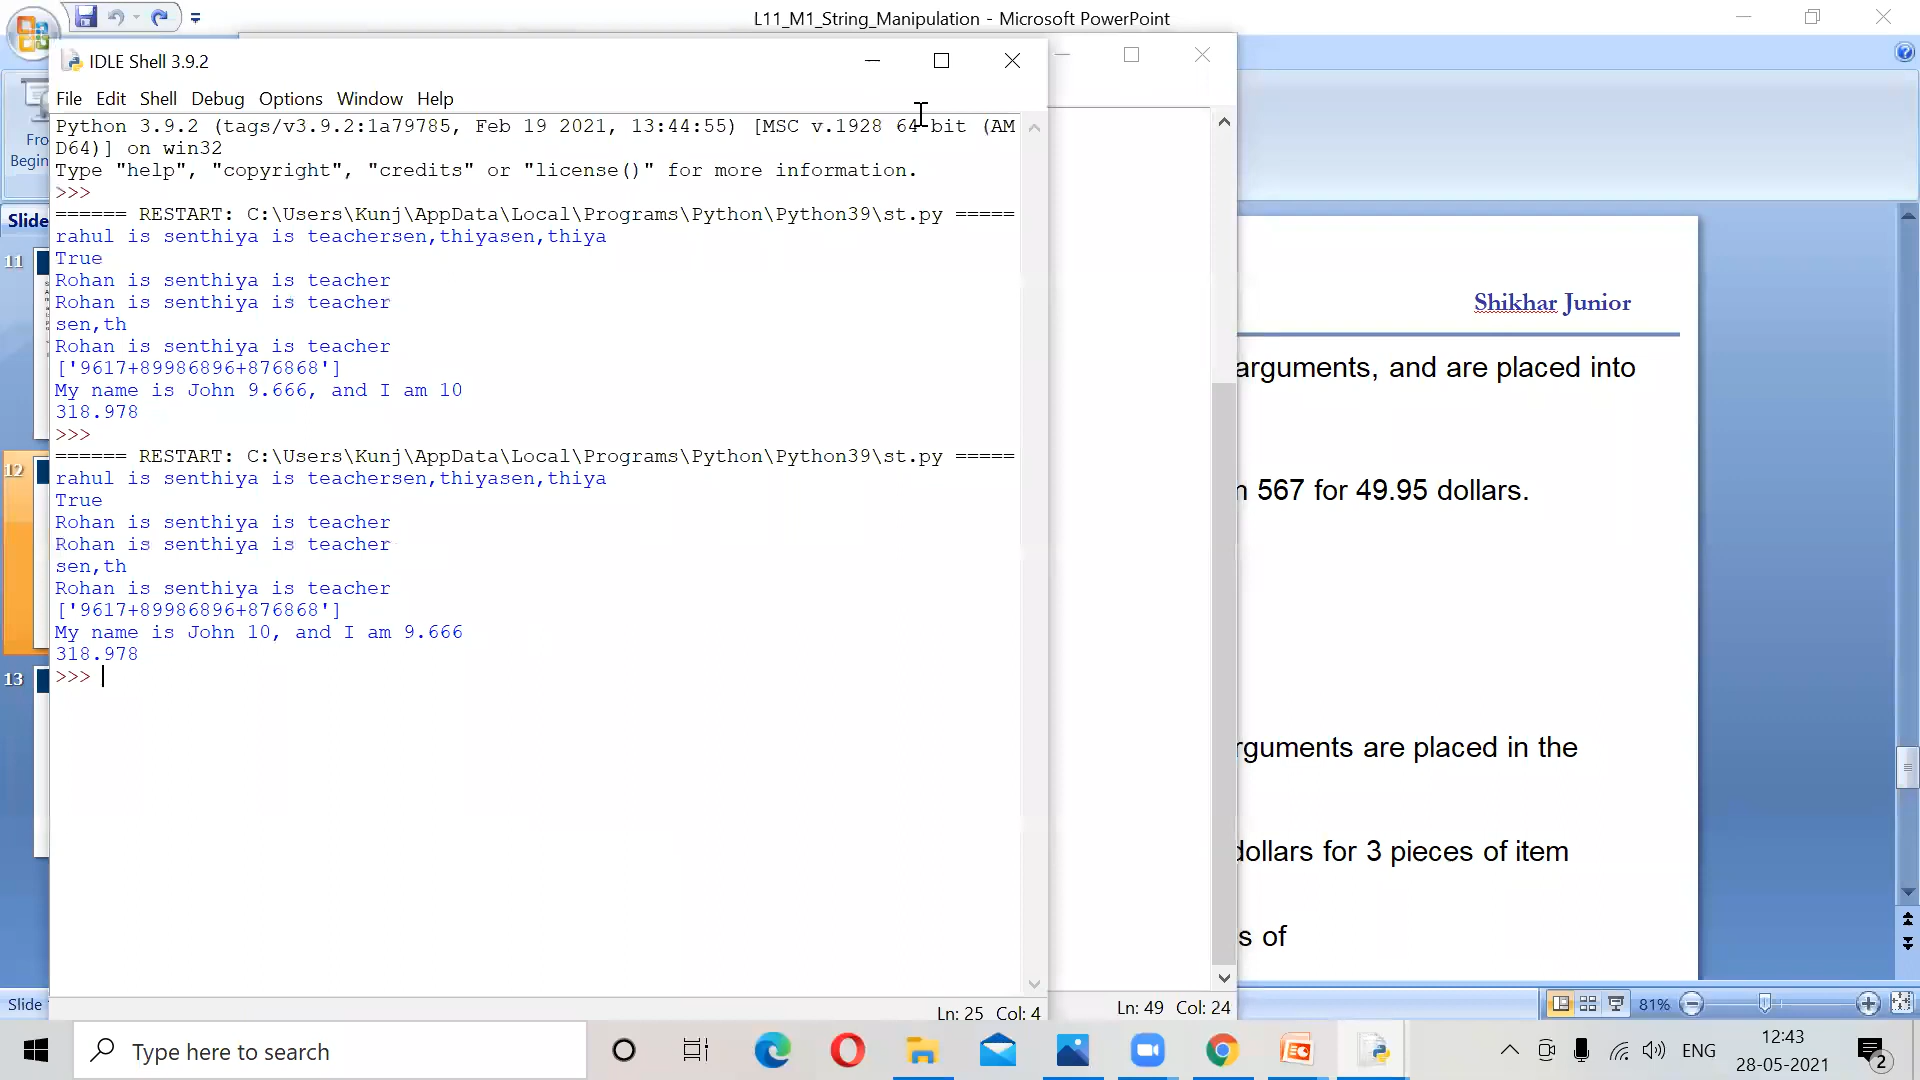 L11_M1_String_Manipulation - Microsoft PowerPoint
IDLE Shell 3.9.2
File Edit Shell Debug Options Window Help
Python 3.9.2 (tags/v3.9.2:1a79785, Feb 19 2021, 13:44:55) [MSC v.1928 64 bit (AM
D64)] on win32
Type "help", "copyright", "credits" or "license()" for more information.
>>>
====== RESTART: C:\Users\Kunj\AppData\Local\Programs\Python\Python39\st.py =====
rahul is senthiya is teachersen,thiyasen,thiya
True
Rohan is senthiya is teacher
Rohan is senthiya is teacher
sen,th
Rohan is senthiya is teacher
['9617+89986896+876868']
My name is John 9.666, and I am 10
318.978
>>>
====== RESTART: C:\Users\Kunj\AppData\Local\Programs\Python\Python39\st.py =====
rahul is senthiya is teachersen,thiyasen,thiya
True
Rohan is senthiya is teacher
Rohan is senthiya is teacher
sen,th
Rohan is senthiya is teacher
['9617+89986896+876868']
My name is John 10, and I am 9.666
318.978
>>>
Ln: 25 Col: 4
Ln: 49 Col: 24
Fro
Begin
Slide
11
12
13
Slide
Shikhar Junior
arguments, and are placed into
567 for 49.95 dollars.
rguments are placed in the
dollars for 3 pieces of item
s of
81%
Type here to search
ENG
12:43
28-05-2021
2